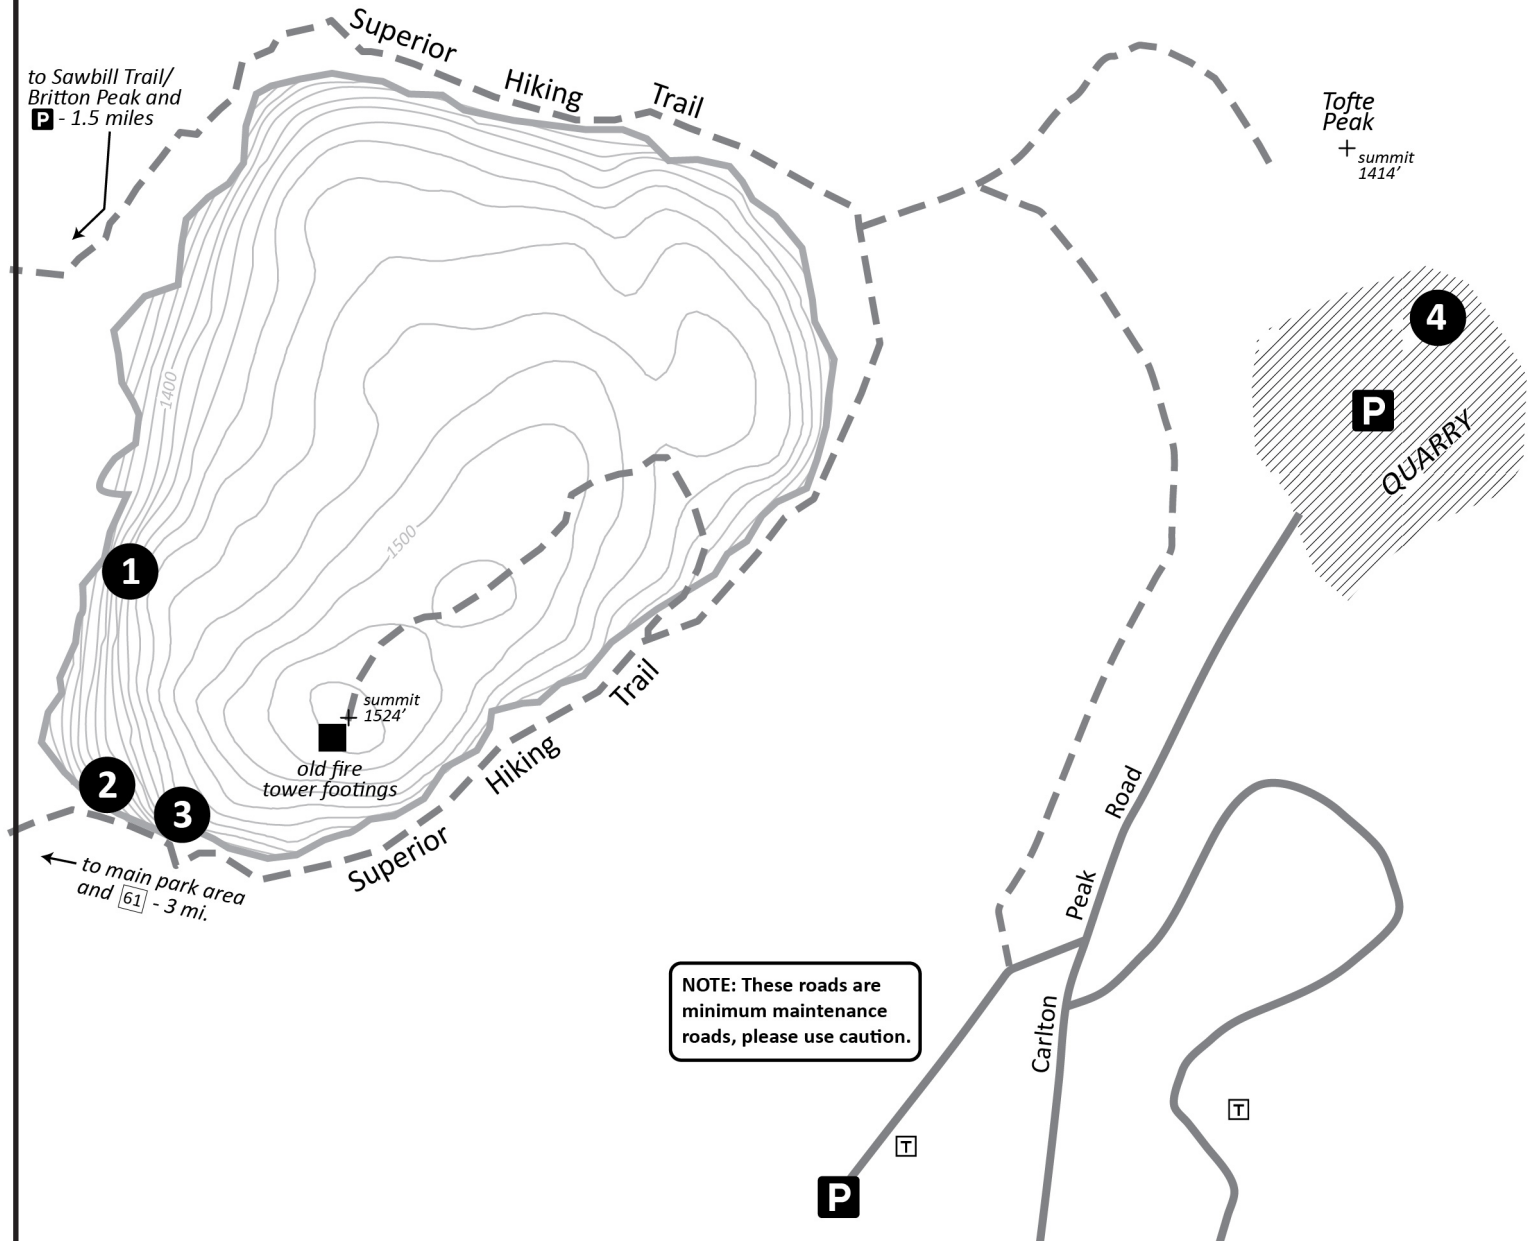 Superior
Hiking
Trail
to Sawbill Trail/
Britton Peak and
P - 1.5 miles
Tofte
Peak
summit
1414’
4
P
QUARRY
1400
1500
1
summit
1524’
old fire
tower footings
2
3
Superior
Hiking
Trail
to main park area
and 61 - 3 mi.
Carlton
Peak
Road
NOTE: These roads are
minimum maintenance
roads, please use caution.
T
T
P